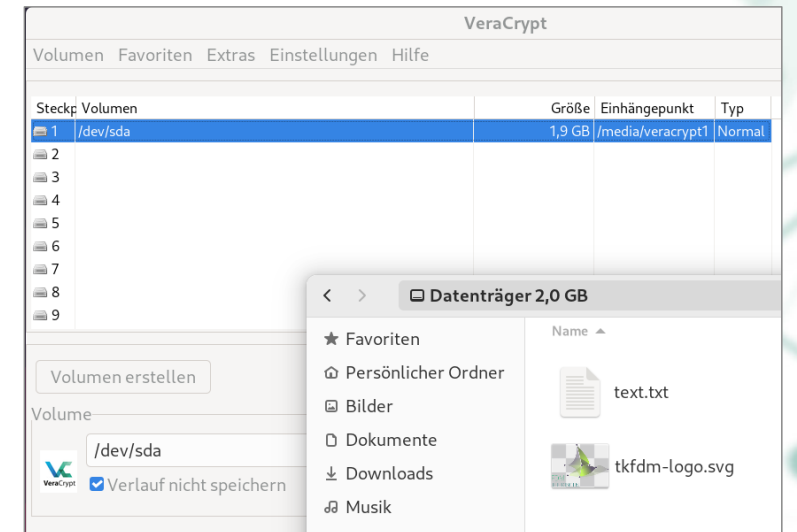 VeraCrypt
Volumen Favoriten Extras Einstellungen Hilfe
Steckp Volumen Größe Einhängepunkt Typ
1 /dev/sda 1,9 GB /media/veracrypt1 Normal
2
3
4
5
6
7
8
9
Datenträger 2,0 GB
Favoriten
Persönlicher Ordner
Bilder
Dokumente
Downloads
Musik
Name
text.txt
tkfdm-logo.svg
Volumen erstellen
Volume
/dev/sda
VeraCrypt
Verlauf nicht speichern